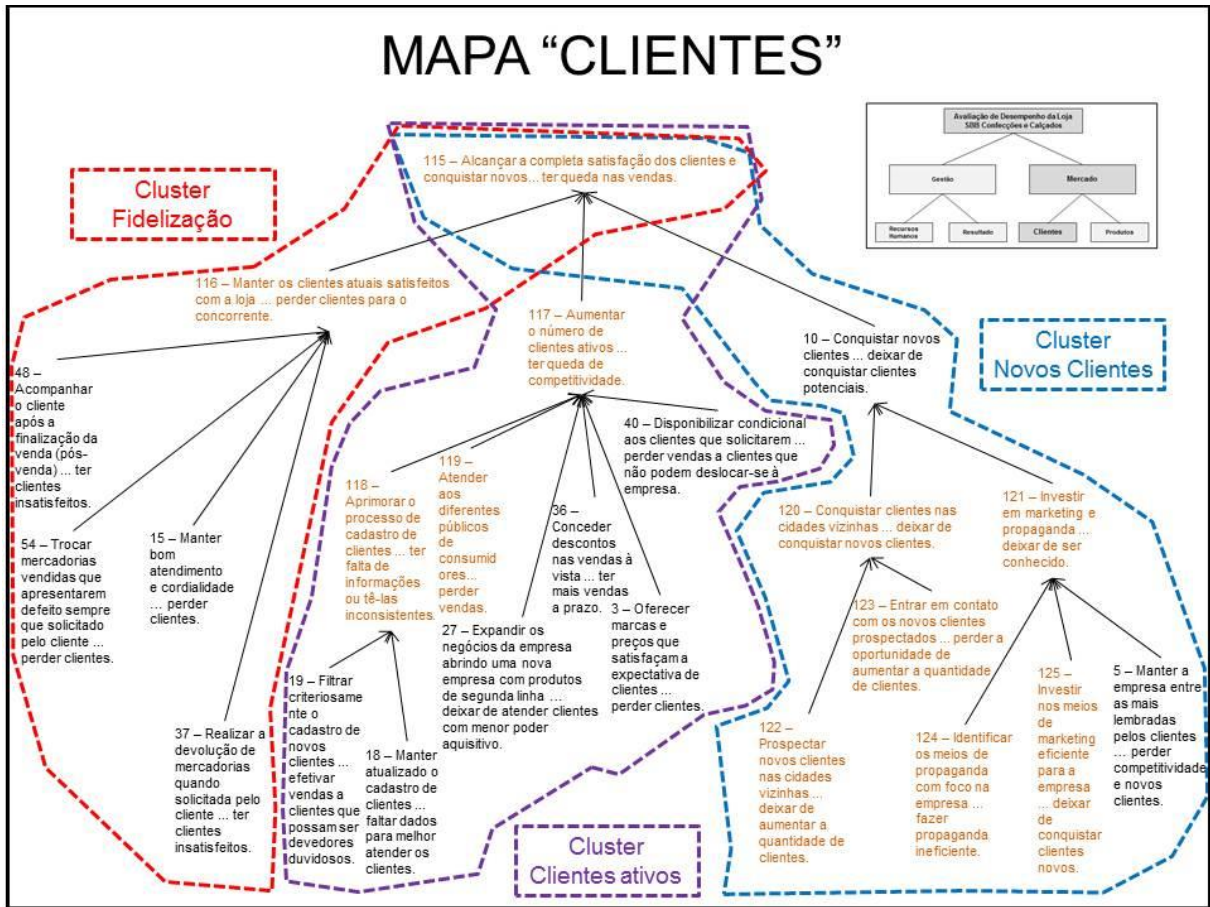 MAPA “CLIENTES”
Avaliação de Desempenho da Loja
SBB Confecções e Calçados
Gestão
Mercado
Recursos
Humanos
Resultado
Clientes
Produtos
115 – Alcançar a completa satisfação dos clientes e
conquistar novos... ter queda nas vendas.
Cluster
Fidelização
116 – Manter os clientes atuais satisfeitos
com a loja ... perder clientes para o
concorrente.
117 – Aumentar
o número de
clientes ativos ...
ter queda de
competitividade.
10 – Conquistar novos
clientes ... deixar de
conquistar clientes
potenciais.
Cluster
Novos Clientes
48 –
Acompanhar
o cliente
após a
finalização da
venda (pós-
venda) ... ter
clientes
insatisfeitos.
54 – Trocar
mercadorias
vendidas que
apresentarem
defeito sempre
que solicitado
pelo cliente ...
perder clientes.
15 – Manter
bom
atendimento
e cordialidade
... perder
clientes.
37 – Realizar a
devolução de
mercadorias
quando
solicitada pelo
cliente ... ter
clientes
insatisfeitos.
118 –
Aprimorar o
processo de
cadastro de
clientes ... ter
falta de
informações
ou tê-las
inconsistentes.
119 –
Atender
aos
diferentes
públicos
de
consumid
ores...
perder
vendas.
40 – Disponibilizar condicional
aos clientes que solicitarem ...
perder vendas a clientes que
não podem deslocar-se à
empresa.
36 –
Conceder
descontos
nas vendas à
vista ... ter
mais vendas
a prazo.
3 – Oferecer
marcas e
preços que
satisfaçam a
expectativa de
clientes ...
perder clientes.
27 – Expandir os
negócios da empresa
abrindo uma nova
empresa com produtos
de segunda linha ...
deixar de atender clientes
com menor poder
aquisitivo.
19 – Filtrar
criteriosame
nte o
cadastro de
novos
clientes ...
efetivar
vendas a
clientes que
possam ser
devedores
duvidosos.
18 – Manter
atualizado o
cadastro de
clientes ...
faltar dados
para melhor
atender os
clientes.
Cluster
Clientes ativos
120 – Conquistar clientes nas
cidades vizinhas ... deixar de
conquistar novos clientes.
121 – Investir
em marketing e
propaganda ...
deixar de ser
conhecido.
123 – Entrar em contato
com os novos clientes
prospectados ... perder a
oportunidade de
aumentar a quantidade
de clientes.
122 –
Prospectar
novos clientes
nas cidades
vizinhas ...
deixar de
aumentar a
quantidade de
clientes.
124 – Identificar
os meios de
propaganda
com foco na
empresa ...
fazer
propaganda
ineficiente.
125 –
Investir
nos meios
de
marketing
eficiente
para a
empresa
... deixar
de
conquistar
clientes
novos.
5 – Manter a
empresa entre
as mais
lembradas
pelos clientes
... perder
competitividade
e novos
clientes.